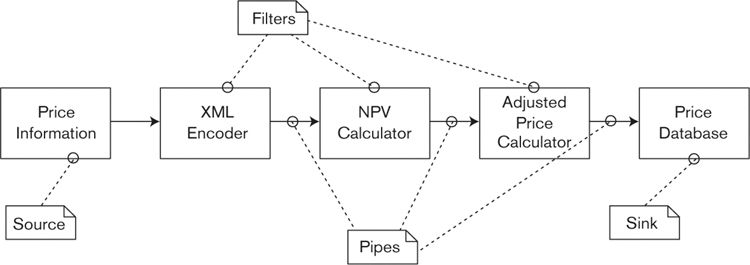 Filters
Price
Information
XML
Encoder
NPV
Calculator
Adjusted
Price
Calculator
Price
Database
Source
Pipes
Sink